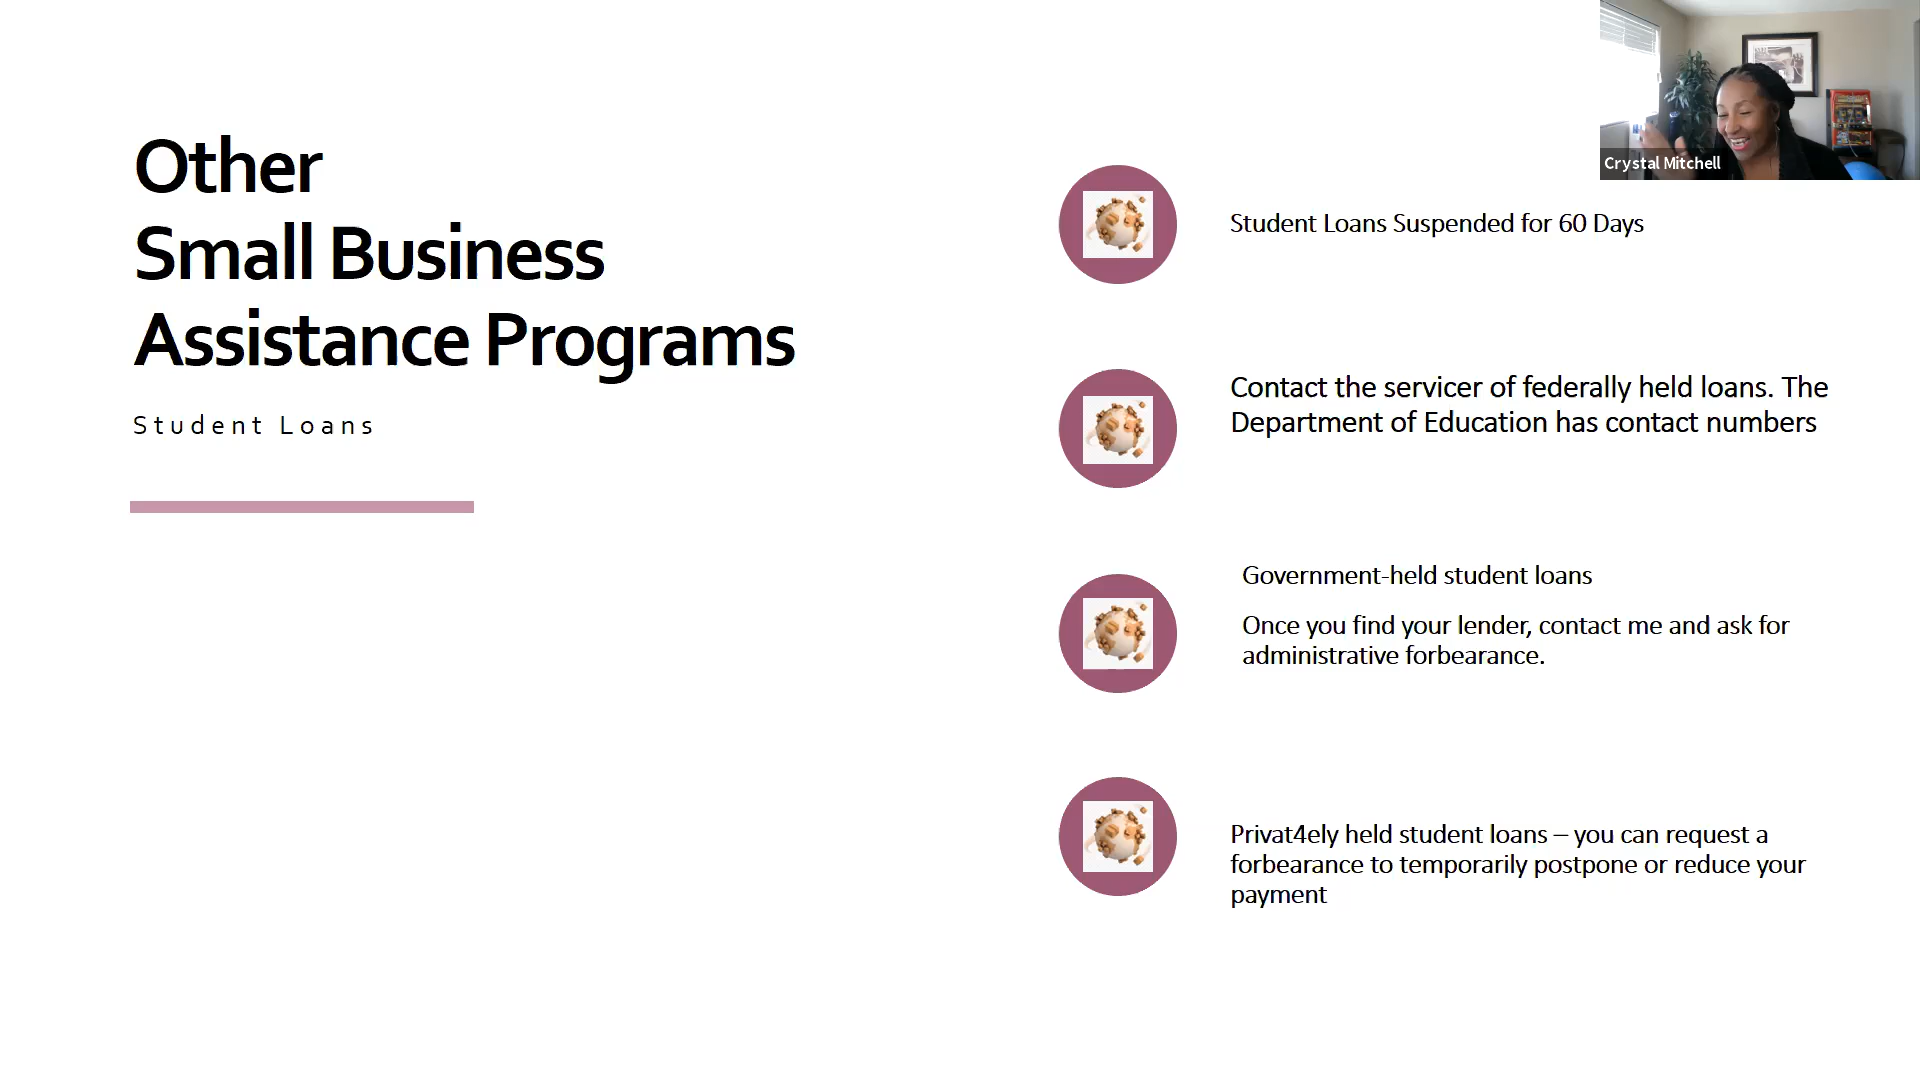 Other
Small Business
Assistance Programs
Student Loans
Crystal Mitchell
Student Loans Suspended for 60 Days
Contact the servicer of federally held loans. The
Department of Education has contact numbers
Government-held student loans
Once you find your lender, contact me and ask for
administrative forbearance.
Privat4ely held student loans – you can request a
forbearance to temporarily postpone or reduce your
payment